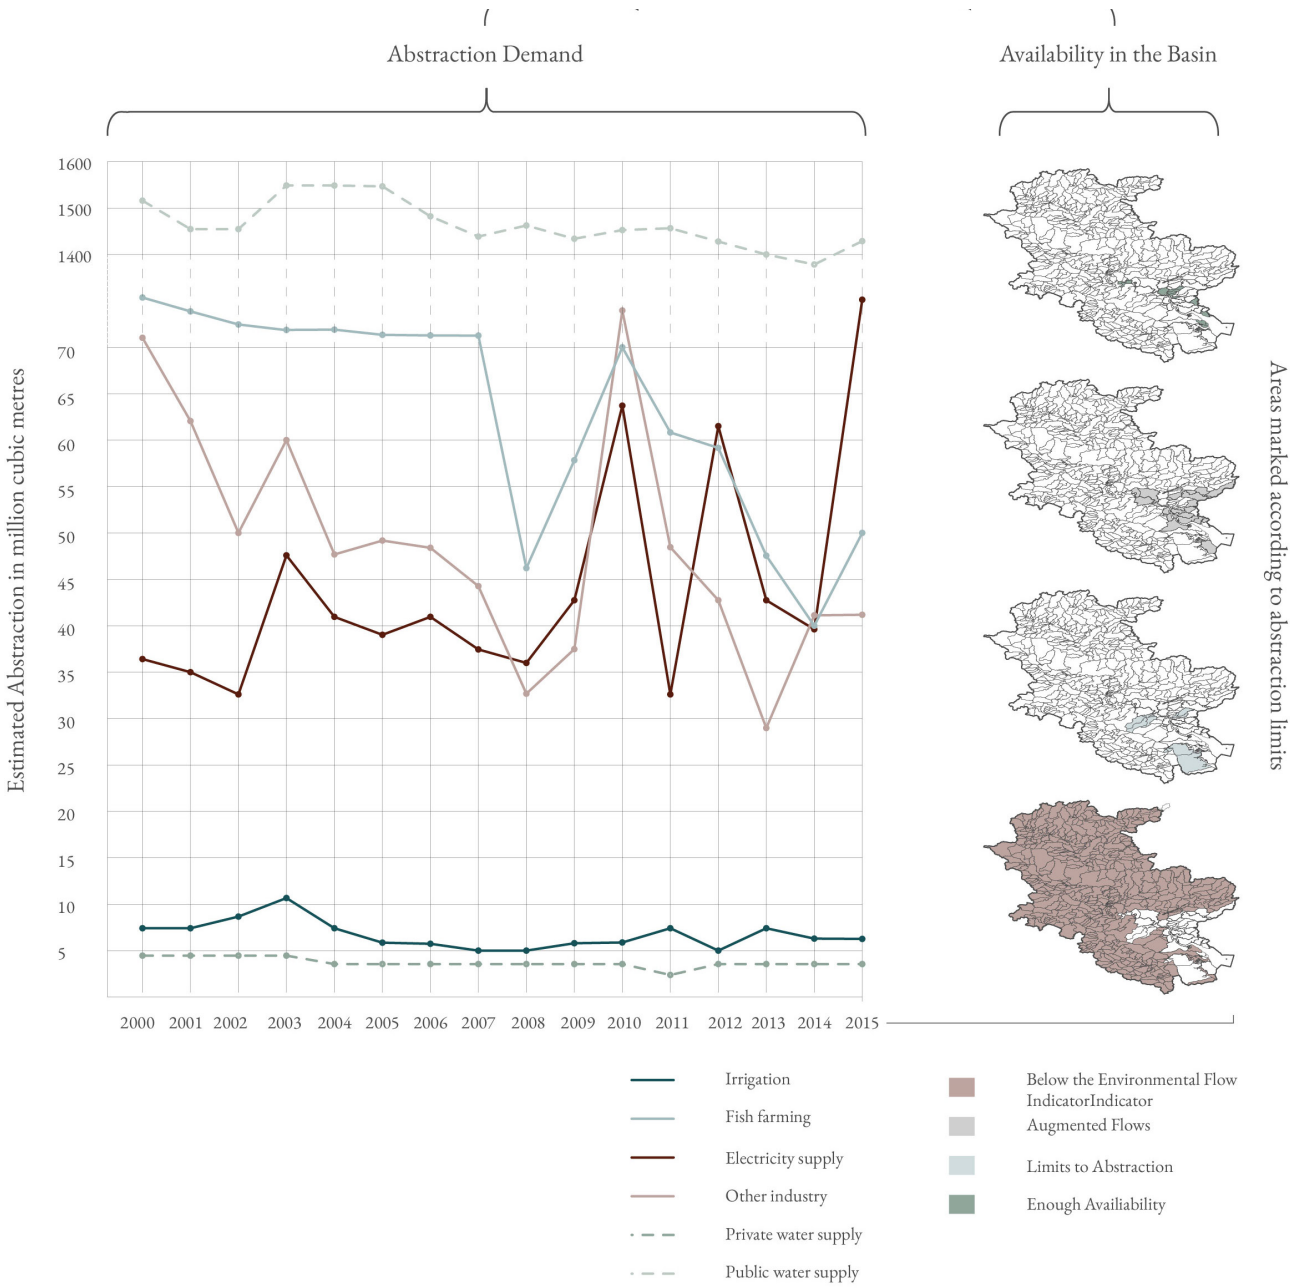 Abstraction Demand
Availability in the Basin
Estimated Abstraction in million cubic metres
1600
1500
1400
70
65
60
55
50
45
40
35
30
25
20
15
10
5
2000 2001 2002 2003 2004 2005 2006 2007 2008 2009 2010 2011 2012 2013 2014 2015
Areas marked according to abstraction limits
Irrigation
Fish farming
Electricity supply
Other industry
Private water supply
Public water supply
Below the Environmental Flow
IndicatorIndicator
Augmented Flows
Limits to Abstraction
Enough Availiability